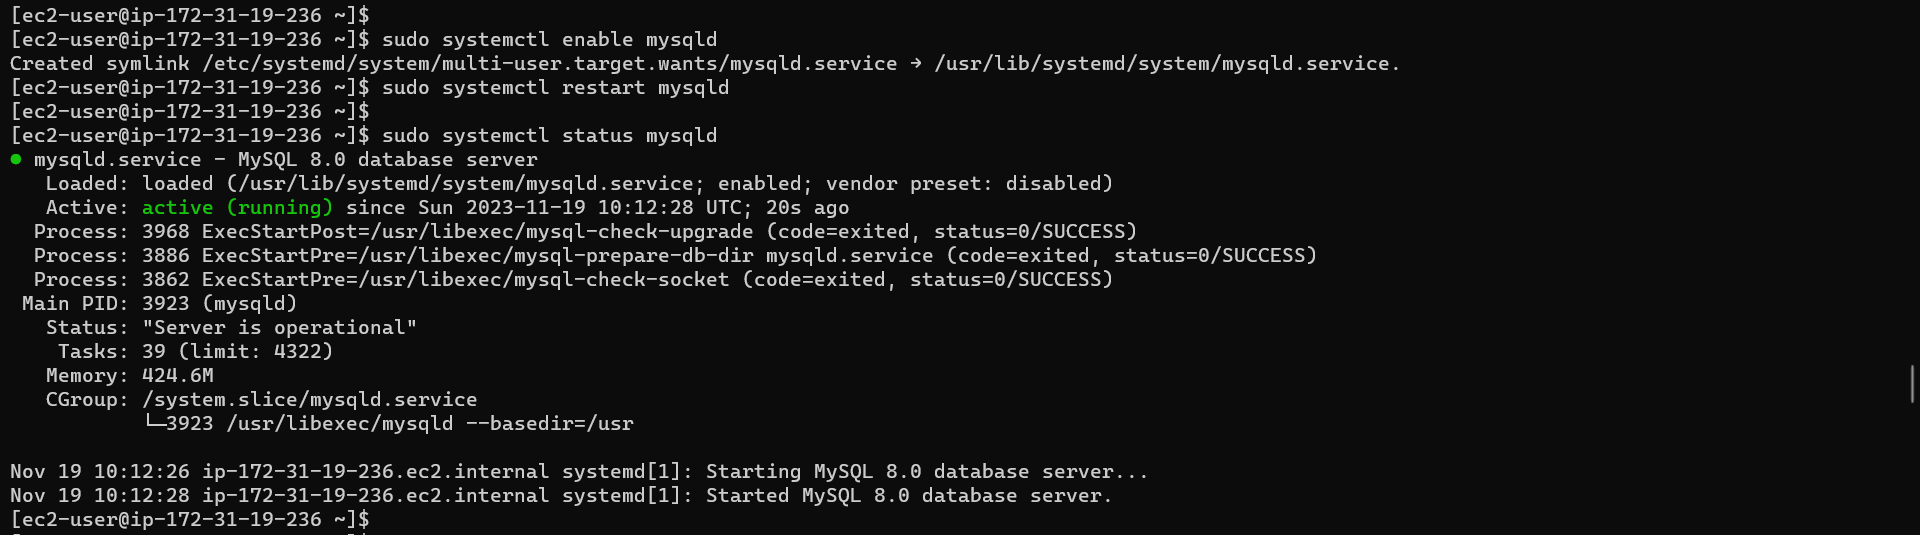 [ec2-user@ip-172-31-19-236 ~]$
[ec2-user@ip-172-31-19-236 ~]$ sudo systemctl enable mysqld
Created symlink /etc/systemd/system/multi-user.target.wants/mysqld.service → /usr/lib/systemd/system/mysqld.service.
[ec2-user@ip-172-31-19-236 ~]$ sudo systemctl restart mysqld
[ec2-user@ip-172-31-19-236 ~]$
[ec2-user@ip-172-31-19-236 ~]$ sudo systemctl status mysqld
● mysqld.service - MySQL 8.0 database server
   Loaded: loaded (/usr/lib/systemd/system/mysqld.service; enabled; vendor preset: disabled)
   Active: active (running) since Sun 2023-11-19 10:12:28 UTC; 20s ago
  Process: 3968 ExecStartPost=/usr/libexec/mysql-check-upgrade (code=exited, status=0/SUCCESS)
  Process: 3886 ExecStartPre=/usr/libexec/mysql-prepare-db-dir mysqld.service (code=exited, status=0/SUCCESS)
  Process: 3862 ExecStartPre=/usr/libexec/mysql-check-socket (code=exited, status=0/SUCCESS)
 Main PID: 3923 (mysqld)
   Status: "Server is operational"
    Tasks: 39 (limit: 4322)
   Memory: 424.6M
   CGroup: /system.slice/mysqld.service
           └─3923 /usr/libexec/mysqld --basedir=/usr
Nov 19 10:12:26 ip-172-31-19-236.ec2.internal systemd[1]: Starting MySQL 8.0 database server...
Nov 19 10:12:28 ip-172-31-19-236.ec2.internal systemd[1]: Started MySQL 8.0 database server.
[ec2-user@ip-172-31-19-236 ~]$